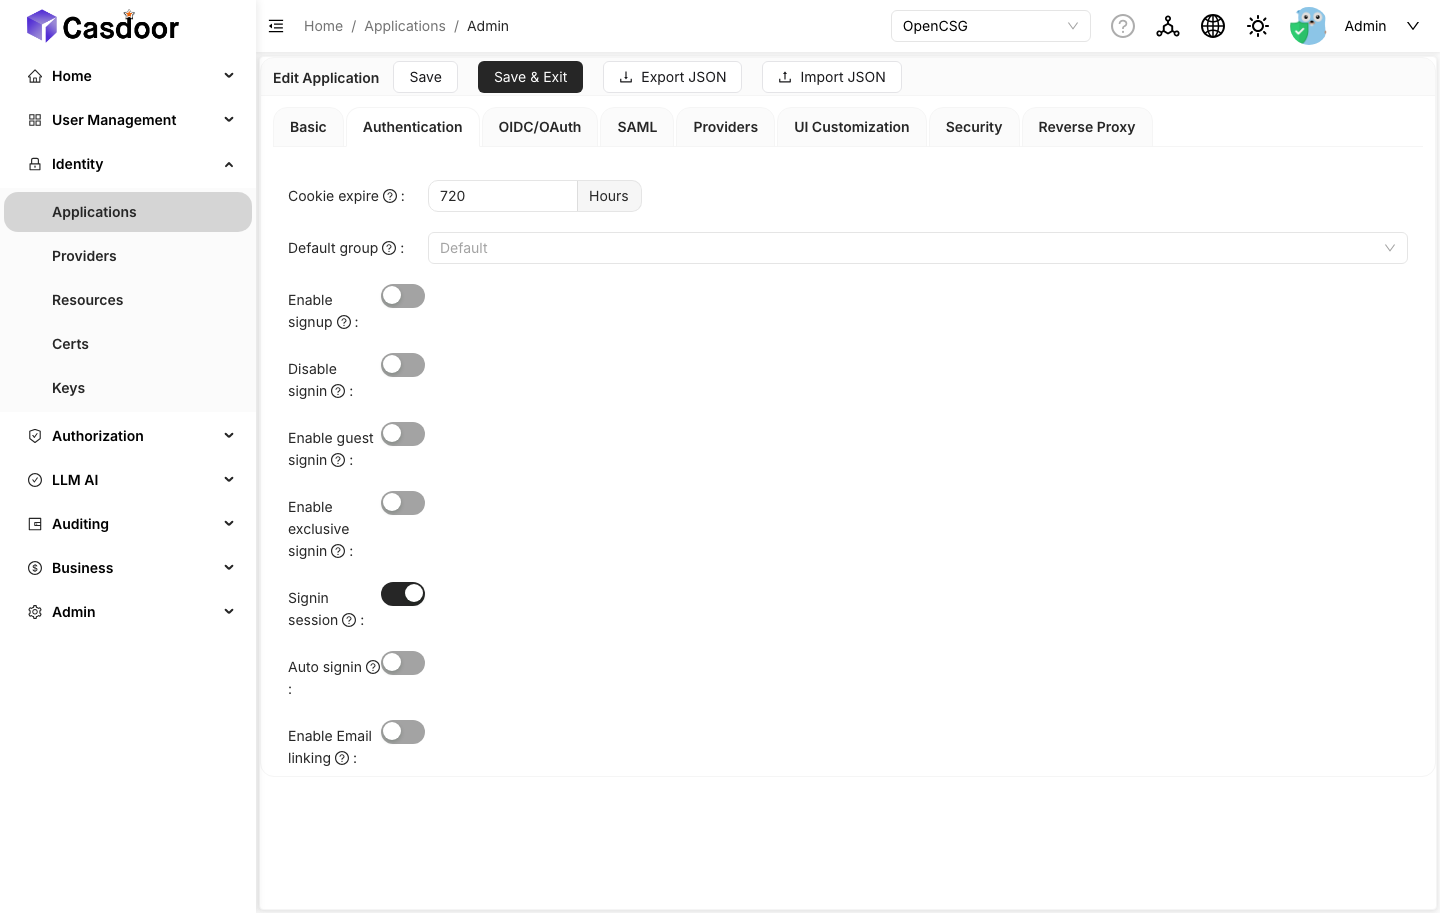 Casdoor
Home / Applications / Admin
OpenCSG
Admin
Home
User Management
Identity
Applications
Providers
Resources
Certs
Keys
Authorization
LLM AI
Auditing
Business
Admin
Edit Application
Save
Save & Exit
Export JSON
Import JSON
Basic
Authentication
OIDC/OAuth
SAML
Providers
UI Customization
Security
Reverse Proxy
Cookie expire :
720
Hours
Default group :
Default
Enable
signup :
Disable
signin :
Enable guest
signin :
Enable
exclusive
signin :
Signin
session :
Auto signin
:
Enable Email
linking :